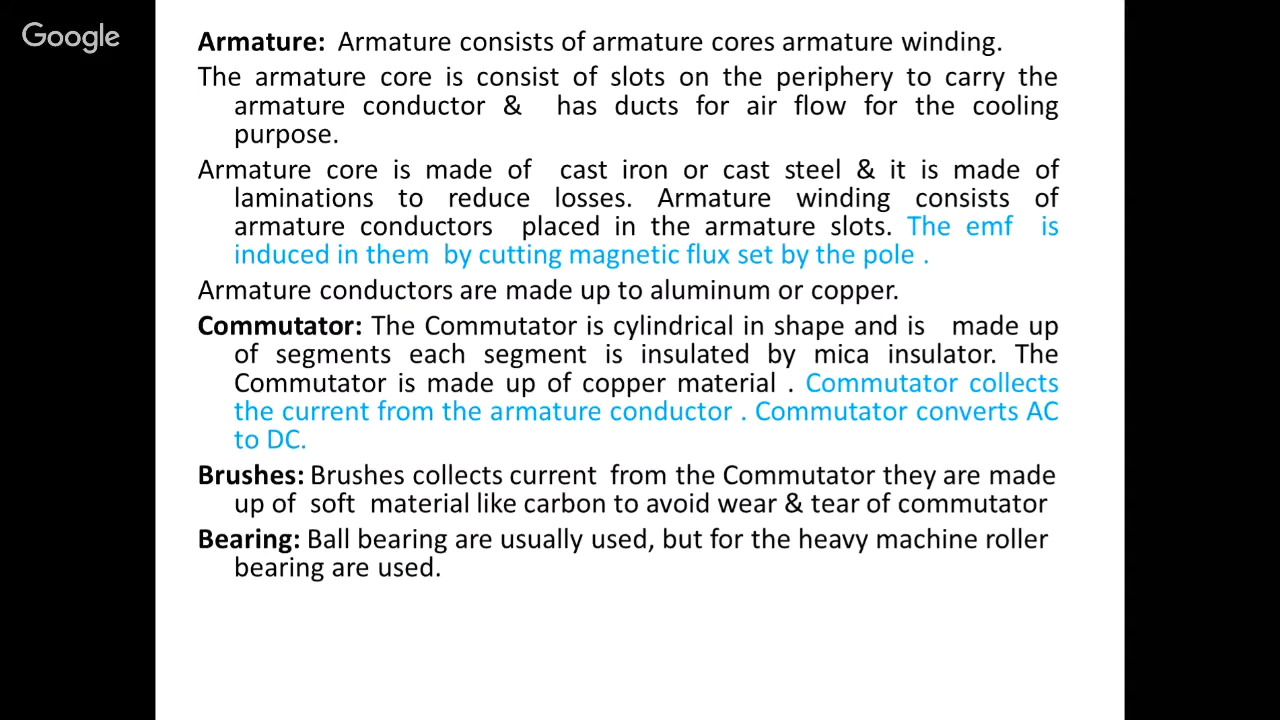 Google
Armature: Armature consists of armature cores armature winding.
The armature core is consist of slots on the periphery to carry the
armature conductor & has ducts for air flow for the cooling
purpose.
Armature core is made of cast iron or cast steel & it is made of
laminations to reduce losses. Armature winding consists of
armature conductors placed in the armature slots. The emf is
induced in them by cutting magnetic flux set by the pole .
Armature conductors are made up to aluminum or copper.
Commutator: The Commutator is cylindrical in shape and is made up
of segments each segment is insulated by mica insulator. The
Commutator is made up of copper material . Commutator collects
the current from the armature conductor . Commutator converts AC
to DC.
Brushes: Brushes collects current from the Commutator they are made
up of soft material like carbon to avoid wear & tear of commutator
Bearing: Ball bearing are usually used, but for the heavy machine roller
bearing are used.